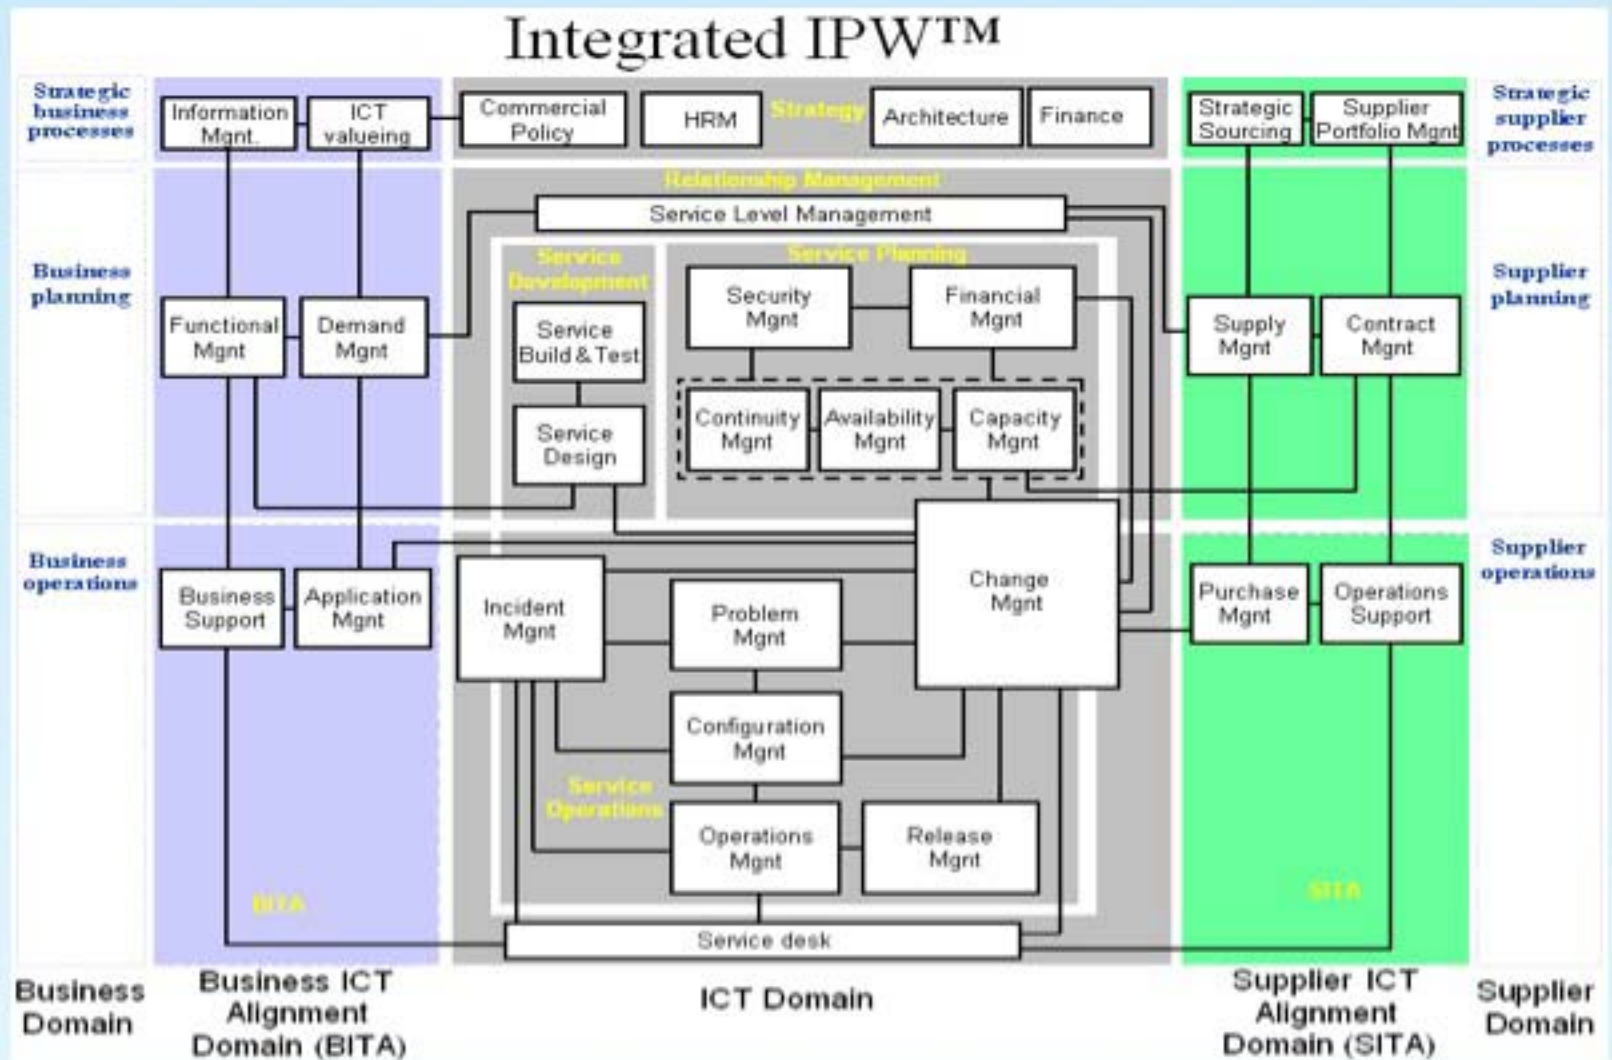 Integrated IPW™
Strategic
business
processes
Information
Mgnt.
ICT
valueing
Commercial
Policy
HRM
Strategy
Architecture
Finance
Strategic
Sourcing
Supplier
Portfolio Mgnt
Strategic
supplier
processes
Relationship Management
Service Level Management
Business
planning
Functional
Mgnt
Demand
Mgnt
Service
Development
Service
Build & Test
Service
Design
Service Planning
Security
Mgnt
Financial
Mgnt
Continuity
Mgnt
Availability
Mgnt
Capacity
Mgnt
Supply
Mgnt
Contract
Mgnt
Supplier
planning
Business
operations
Business
Support
Application
Mgnt
Incident
Mgnt
Problem
Mgnt
Change
Mgnt
Configuration
Mgnt
Service
Operations
Operations
Mgnt
Release
Mgnt
Service desk
Purchase
Mgnt
Operations
Support
Supplier
operations
BITA
SITA
Business
Domain
Business ICT
Alignment
Domain (BITA)
ICT Domain
Supplier ICT
Alignment
Domain (SITA)
Supplier
Domain